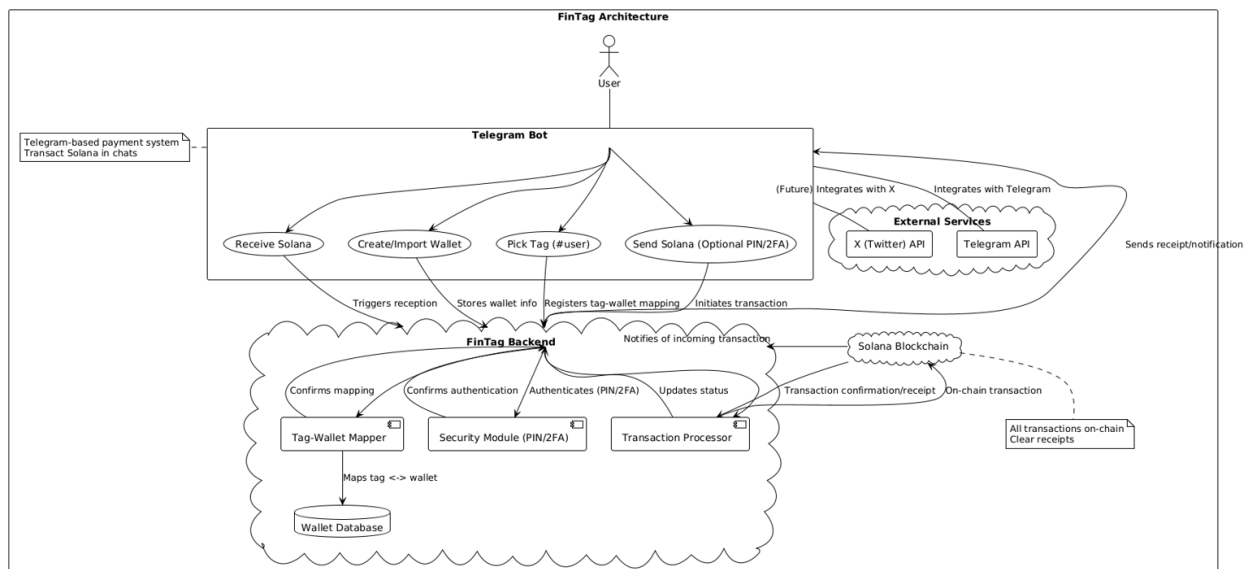 FinTag Architecture
User
Telegram-based payment system
Transact Solana in chats
Telegram Bot
(Future) Integrates with X
Integrates with Telegram
External Services
Receive Solana
Create/Import Wallet
Pick Tag (#user)
Send Solana (Optional PIN/2FA)
X (Twitter) API
Telegram API
Sends receipt/notification
Triggers reception
Stores wallet info
Registers tag-wallet mapping
Initiates transaction
FinTag Backend
Notifies of incoming transaction
Solana Blockchain
Confirms mapping
Confirms authentication
Authenticates (PIN/2FA)
Updates status
Transaction confirmation/receipt
On-chain transaction
Tag-Wallet Mapper
Security Module (PIN/2FA)
Transaction Processor
All transactions on-chain
Clear receipts
Maps tag <-> wallet
Wallet Database